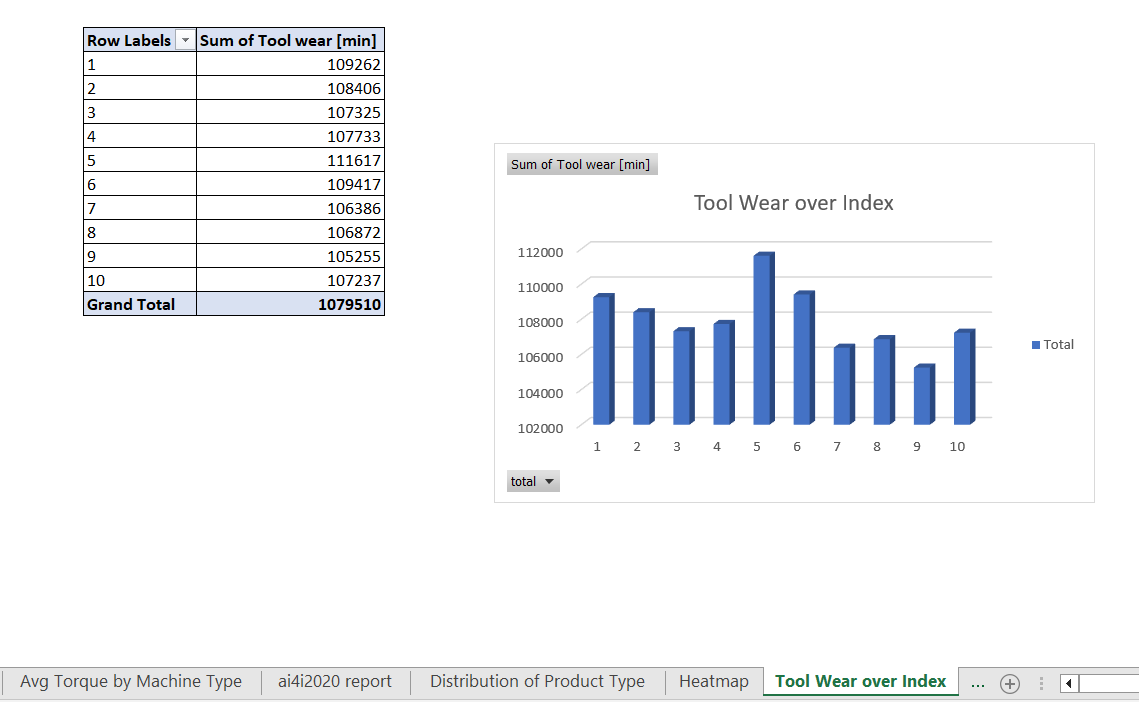 Row Labels Sum of Tool wear [min]
1 109262
2 108406
3 107325
4 107733
5 111617
6 109417
7 106386
8 106872
9 105255
10 107237
Grand Total 1079510
Sum of Tool wear [min]
Tool Wear over Index
112000
110000
108000
106000
104000
102000
1 2 3 4 5 6 7 8 9 10
Total
total
Avg Torque by Machine Type ai4i2020 report Distribution of Product Type Heatmap Tool Wear over Index ...